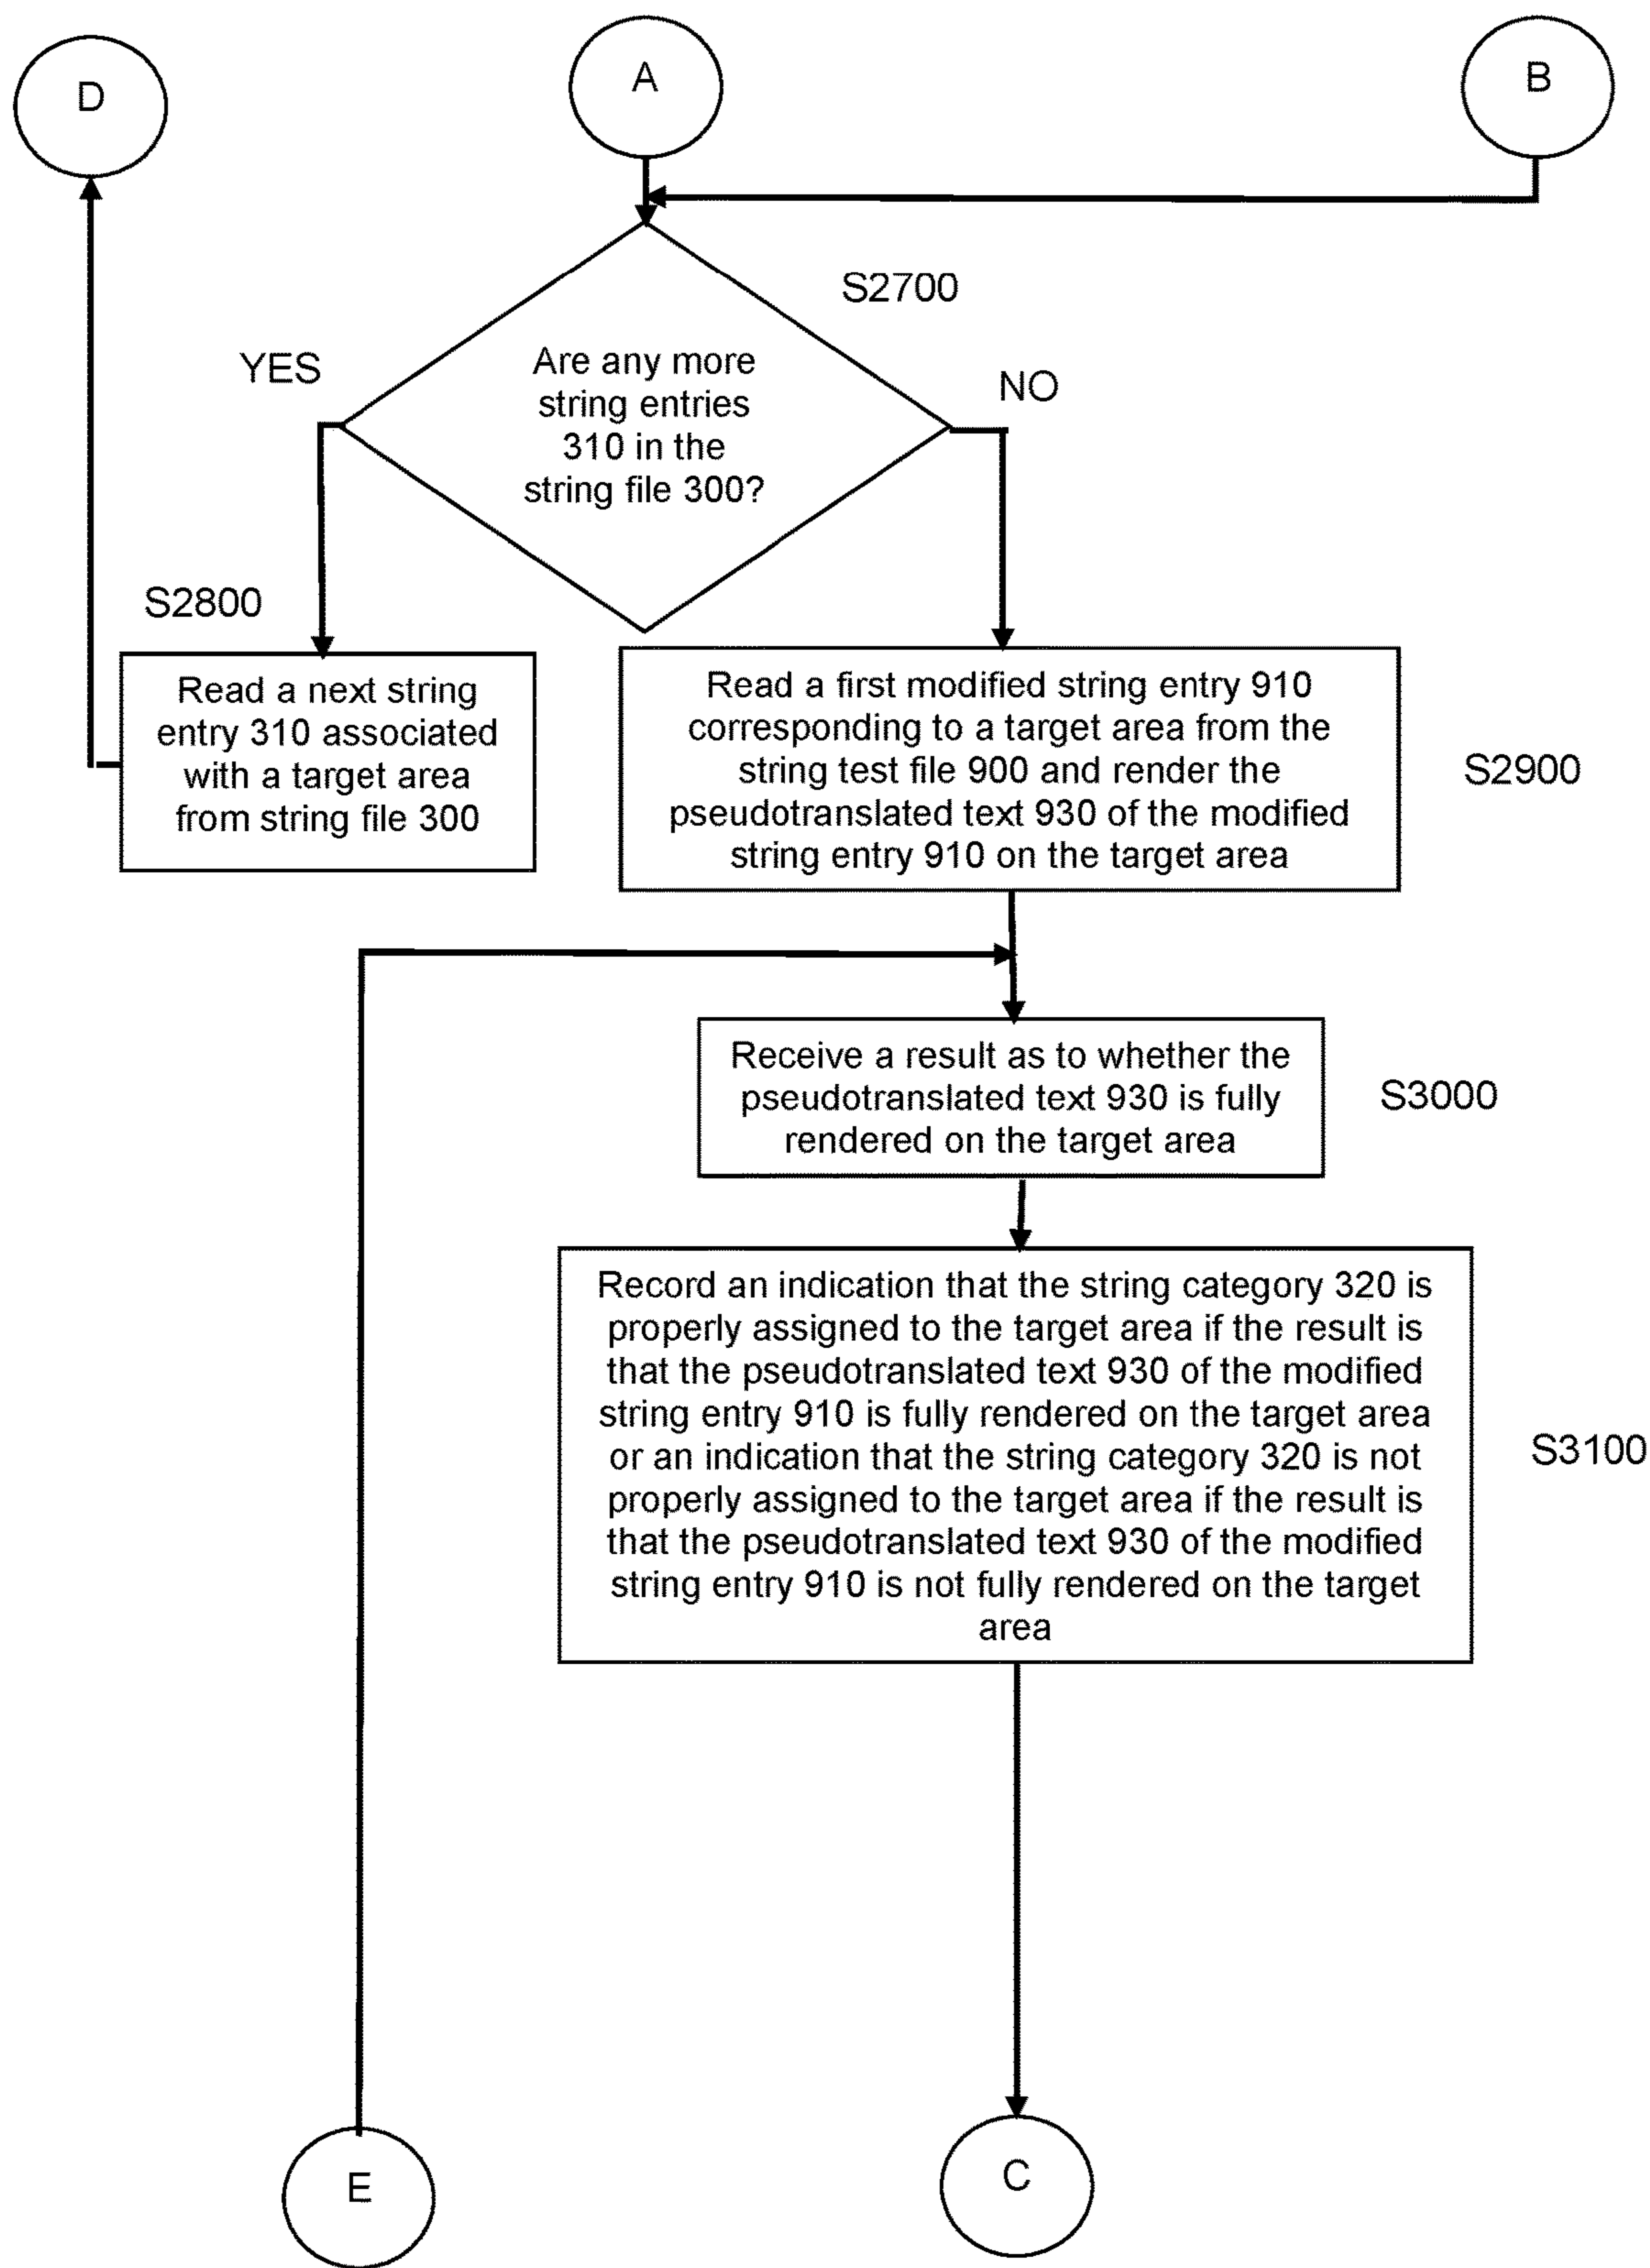 D
A
B
S2700
YES
NO
Are any more
string entries
310 in the
string file 300?
S2800
Read a next string
entry 310 associated
with a target area
from string file 300
Read a first modified string entry 910
corresponding to a target area from the
string test file 900 and render the
pseudotranslated text 930 of the modified
string entry 910 on the target area
S2900
Receive a result as to whether the
pseudotranslated text 930 is fully
rendered on the target area
S3000
Record an indication that the string category 320 is
properly assigned to the target area if the result is
that the pseudotranslated text 930 of the modified
string entry 910 is fully rendered on the target area
or an indication that the string category 320 is not
properly assigned to the target area if the result is
that the pseudotranslated text 930 of the modified
string entry 910 is not fully rendered on the target
area
S3100
E
C